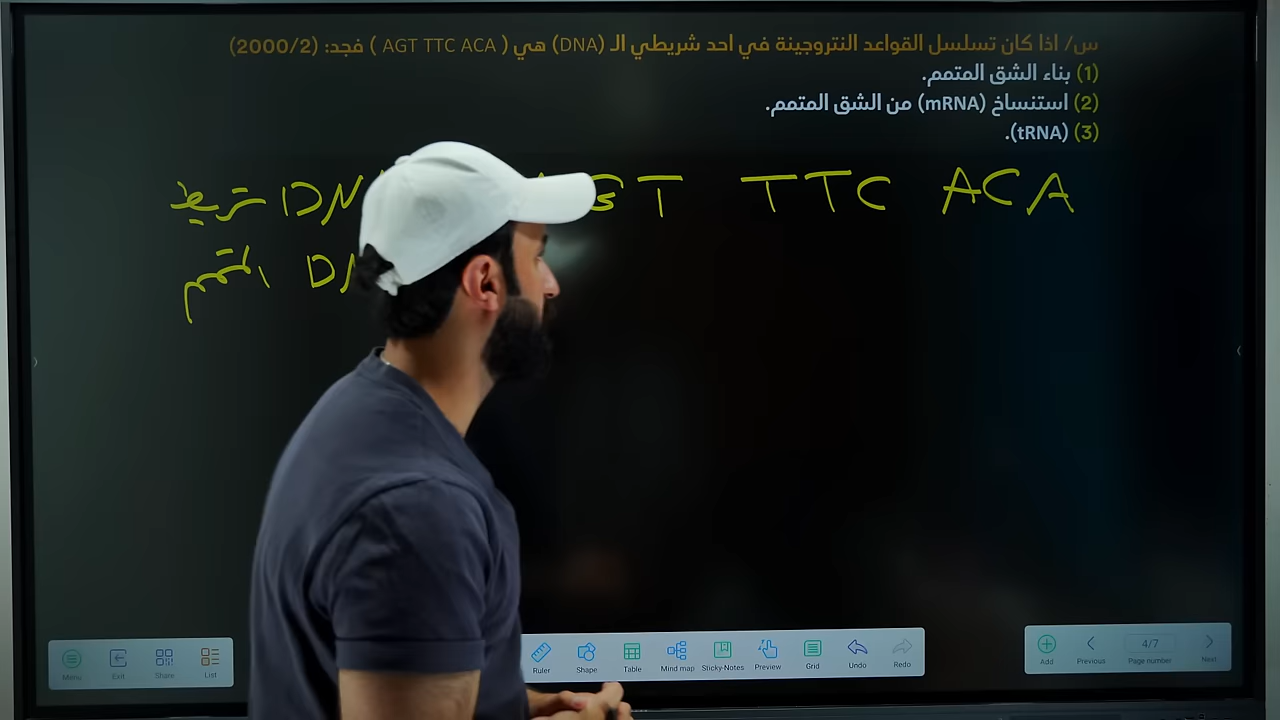 س/ اذا كان تسلسل القواعد النتروجينة في احد شريطي الـ (DNA) هي ( AGT TTC ACA ) فجد: (2000/2)
(1) بناء الشق المتمم.
(2) استنساخ (mRNA) من الشق المتمم.
(3) (tRNA).
شريط DN GT TTC ACA
المتمم D
Menu Exit Share List Ruler Shape Table Mind map Sticky-Notes Preview Grid Undo Redo Add Previous 4/7 Page number Next